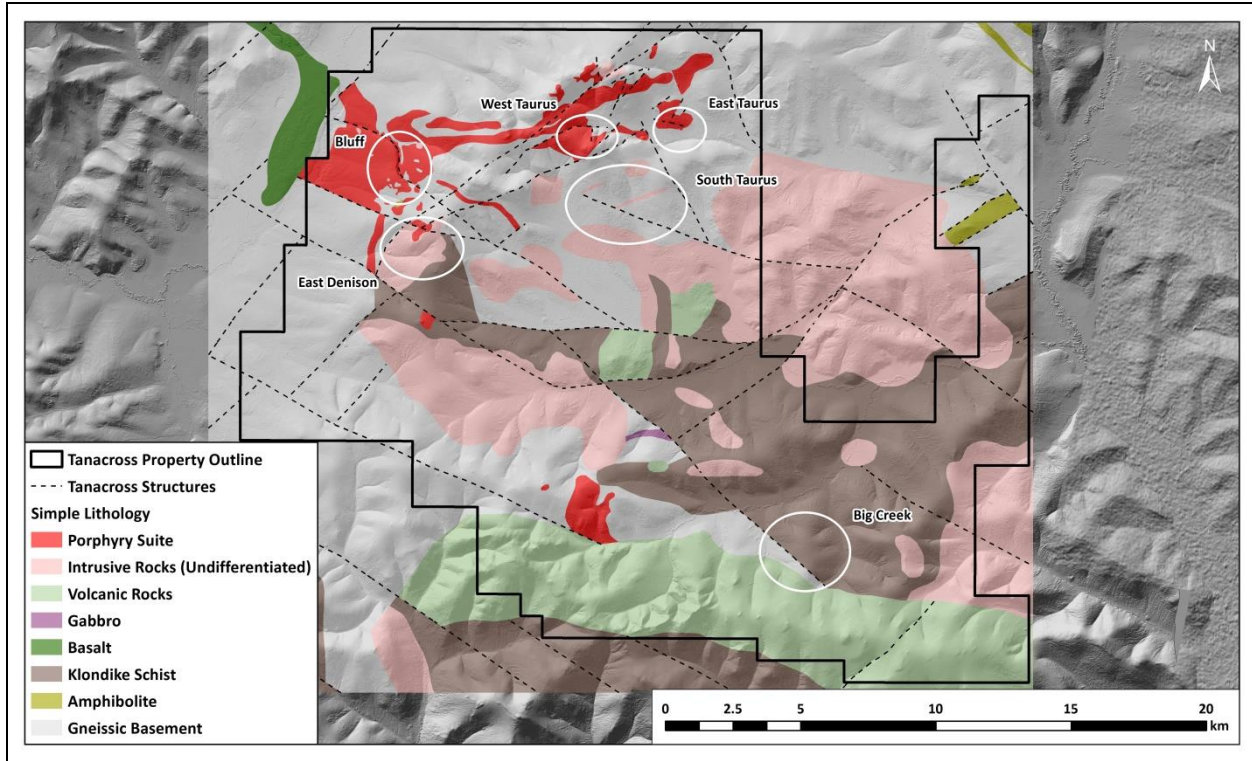 N
West Taurus
East Taurus
Bluff
South Taurus
East Denison
Big Creek
Tanacross Property Outline
Tanacross Structures
Simple Lithology
Porphyry Suite
Intrusive Rocks (Undifferentiated)
Volcanic Rocks
Gabbro
Basalt
Klondike Schist
Amphibolite
Gneissic Basement
0 2.5 5 10 15 20
km